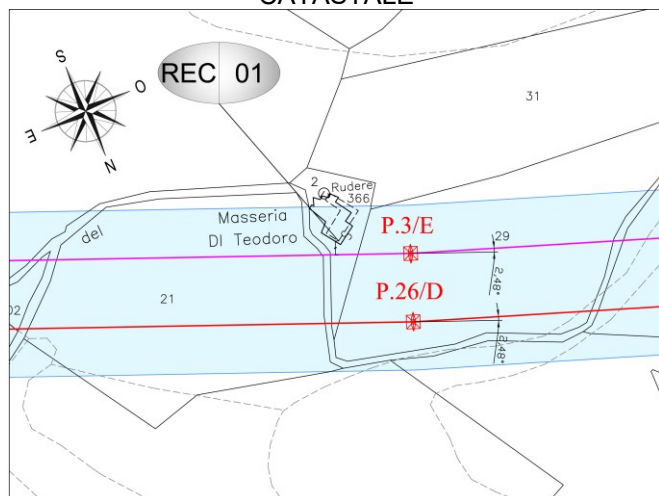 CATASTALE
S
O
E
N
REC 01
31
2
Rudere
366
Masseria
DI Teodoro
del
P.3/E
29
2,48°
P.26/D
21
02
2,48°